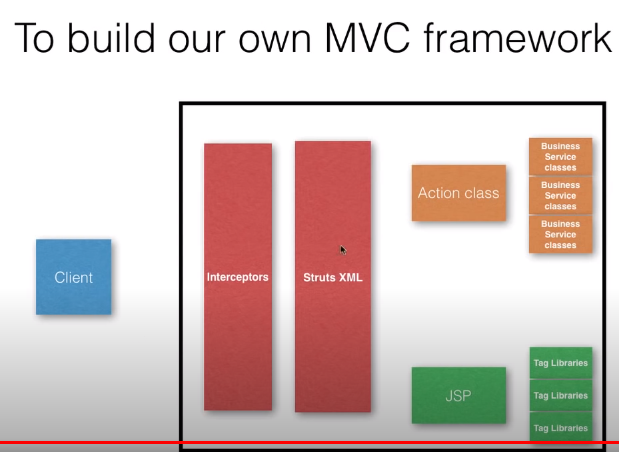 To build our own MVC framework
Client
Interceptors
Struts XML
Action class
Business
Service
classes
Business
Service
classes
Business
Service
classes
JSP
Tag Libraries
Tag Libraries
Tag Libraries